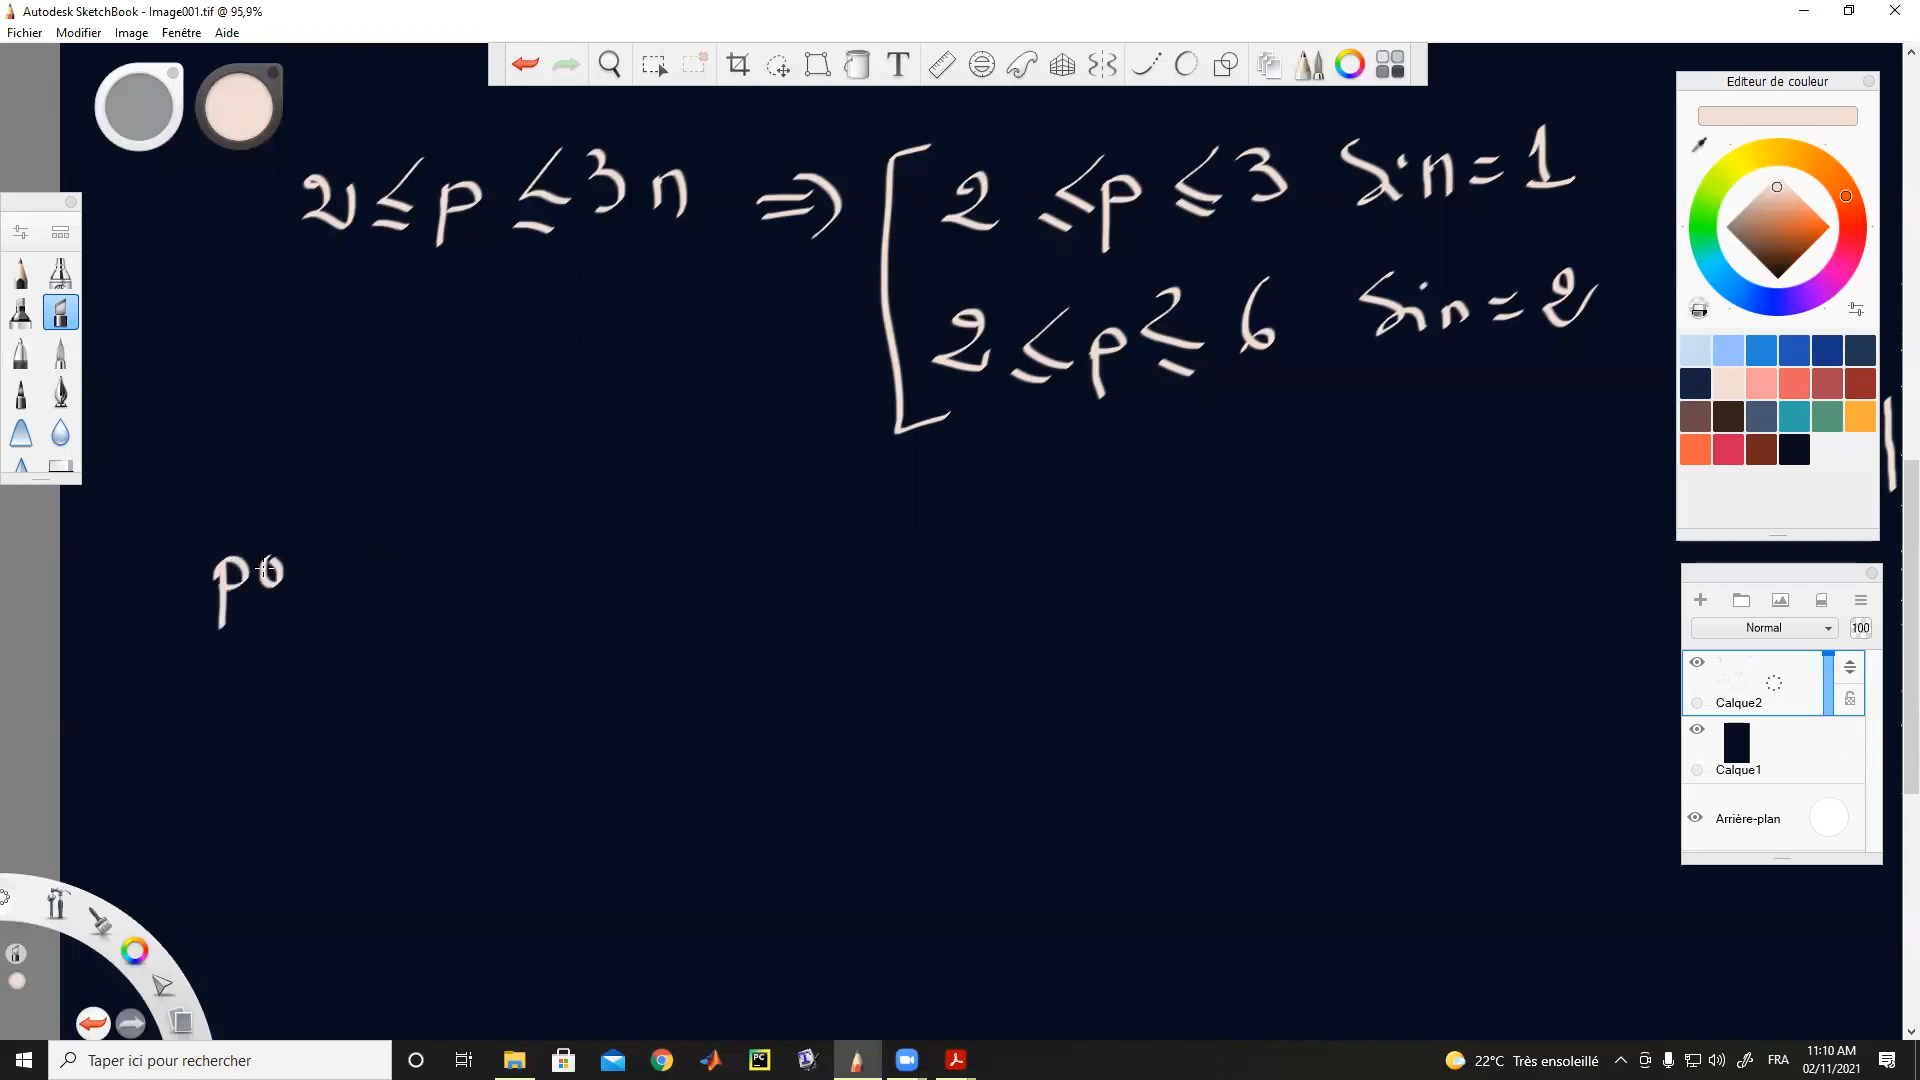 Autodesk SketchBook - Image001.tif @ 95,9%
Fichier Modifier Image Fenêtre Aide
Editeur de couleur
2 ≤ p ≤ 3n ⇒ [ 2 ≤ p ≤ 3 si n = 1
2 ≤ p ≤ 6 si n = 2
po
Normal
100
Calque2
Calque1
Arrière-plan
Taper ici pour rechercher
PC
22°C Très ensoleillé
FRA
11:10 AM
02/11/2021